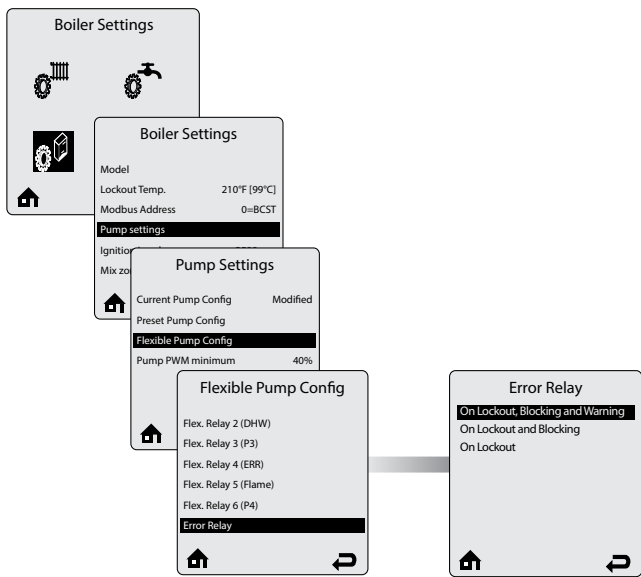 Boiler Settings
Boiler Settings
Model
Lockout Temp. 210°F [99°C]
Modbus Address 0=BCST
Pump settings
Mix
Pump Settings
Current Pump Config Modified
Preset Pump Config
Flexible Pump Config
Pump PWM minimum 40%
Flexible Pump Config
Flex. Relay 2 (DHW)
Flex. Relay 3 (P3)
Flex. Relay 4 (ERR)
Flex. Relay 5 (Flame)
Flex. Relay 6 (P4)
Error Relay
Error Relay
On Lockout, Blocking and Warning
On Lockout and Blocking
On Lockout